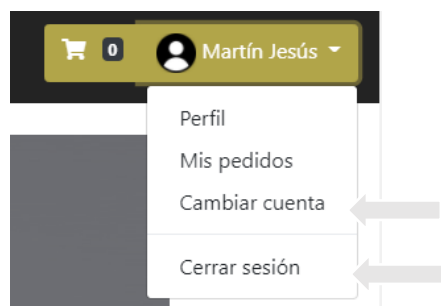 0 Martín Jesús
Perfil
Mis pedidos
Cambiar cuenta
Cerrar sesión